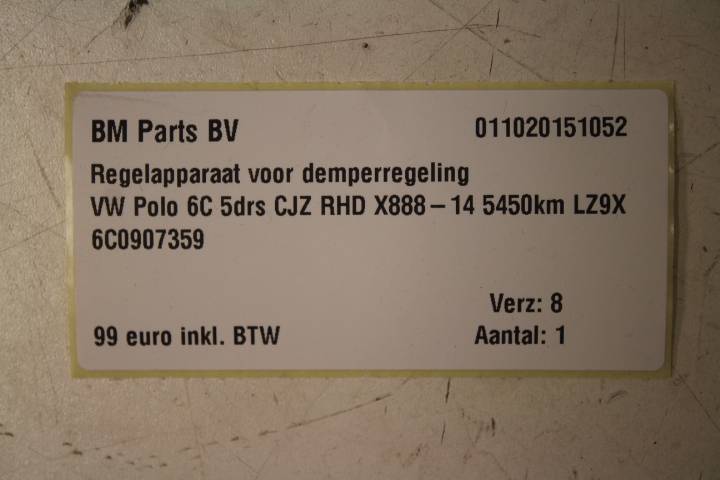 BM Parts BV 011020151052
Regelapparaat voor demperregeling
VW Polo 6C 5drs CJZ RHD X888-14 5450km LZ9X
6C0907359
Verz: 8
99 euro inkl. BTW Aantal: 1